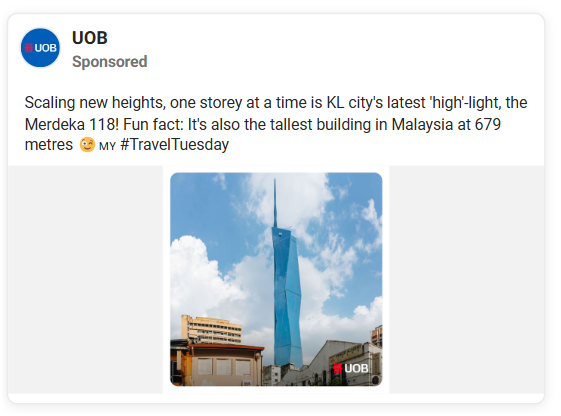 UOB
UOB
Sponsored
Scaling new heights, one storey at a time is KL city's latest 'high'-light, the
Merdeka 118! Fun fact: It's also the tallest building in Malaysia at 679
metres 😉 MY #TravelTuesday
UOB